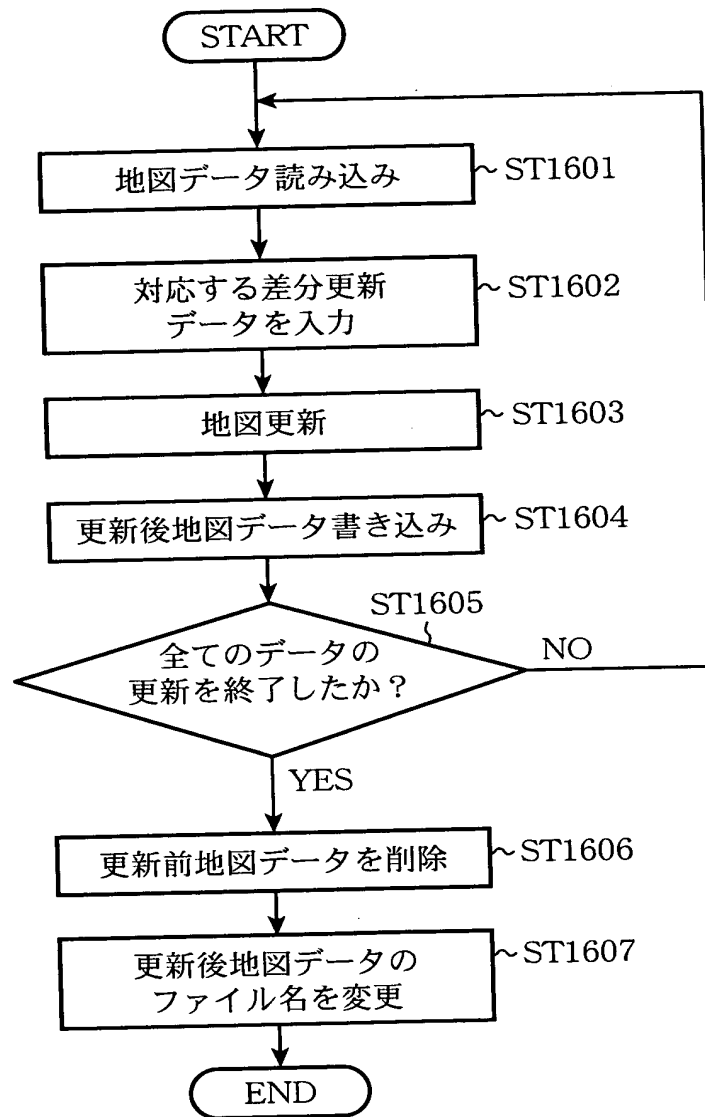 START
地図データ読み込み
ST1601
対応する差分更新
データを入力
ST1602
地図更新
ST1603
更新後地図データ書き込み
ST1604
ST1605
全てのデータの
更新を終了したか？
NO
YES
更新前地図データを削除
ST1606
更新後地図データの
ファイル名を変更
ST1607
END